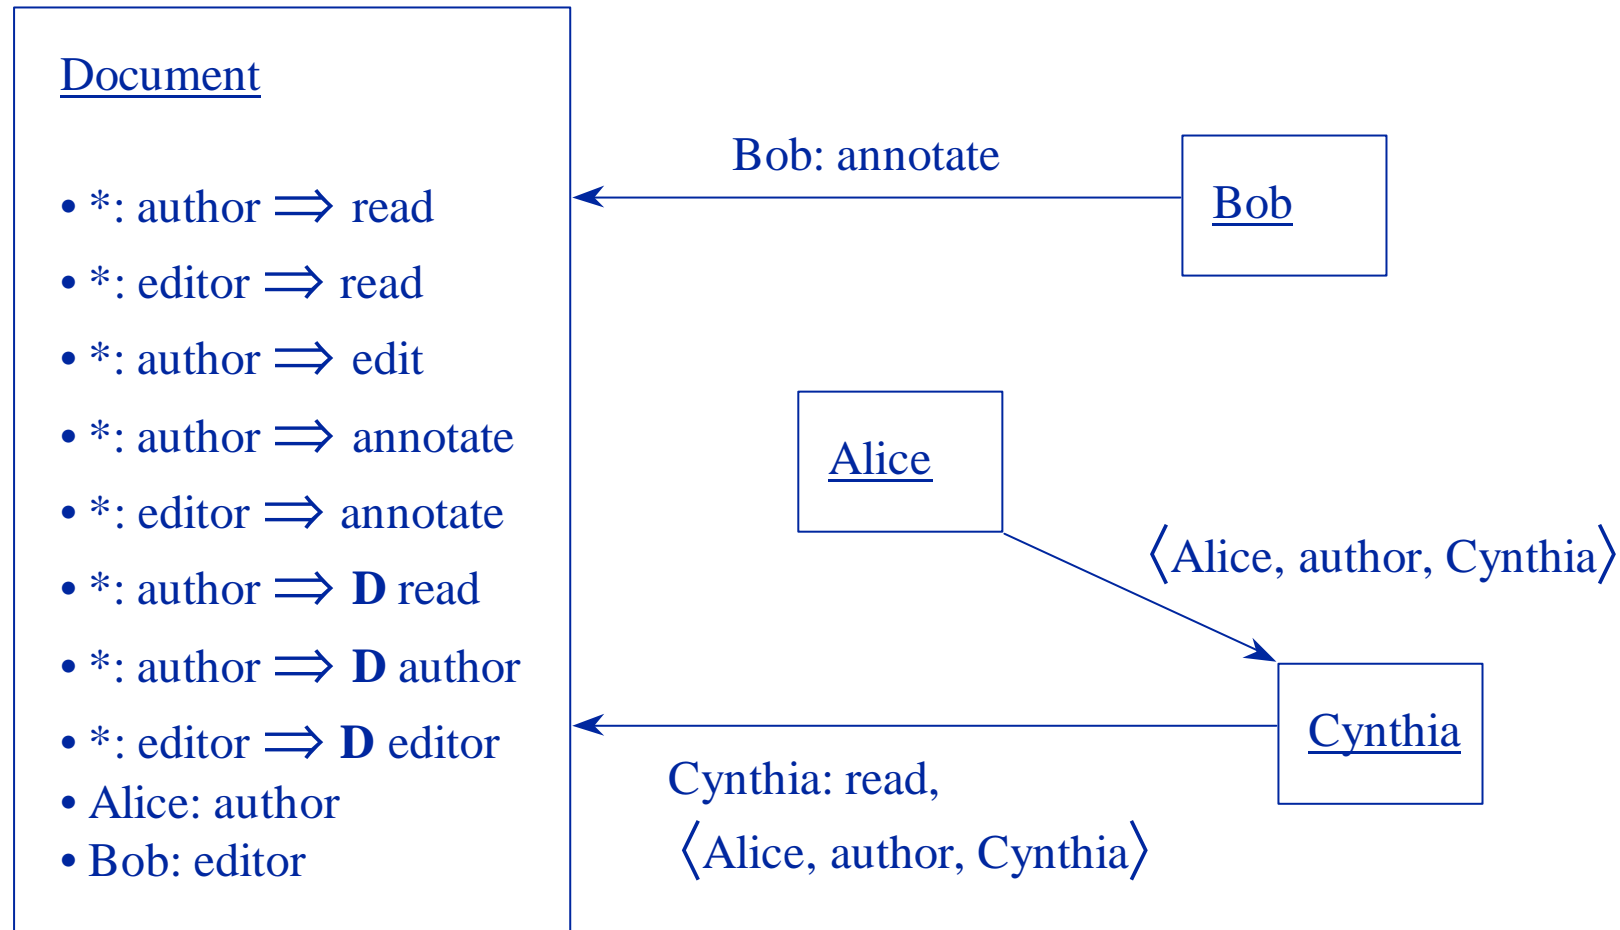 Document
• *: author ⟹ read
• *: editor ⟹ read
• *: author ⟹ edit
• *: author ⟹ annotate
• *: editor ⟹ annotate
• *: author ⟹ D read
• *: author ⟹ D author
• *: editor ⟹ D editor
• Alice: author
• Bob: editor
Bob: annotate
Bob
Alice
⟨Alice, author, Cynthia⟩
Cynthia
Cynthia: read,
⟨Alice, author, Cynthia⟩